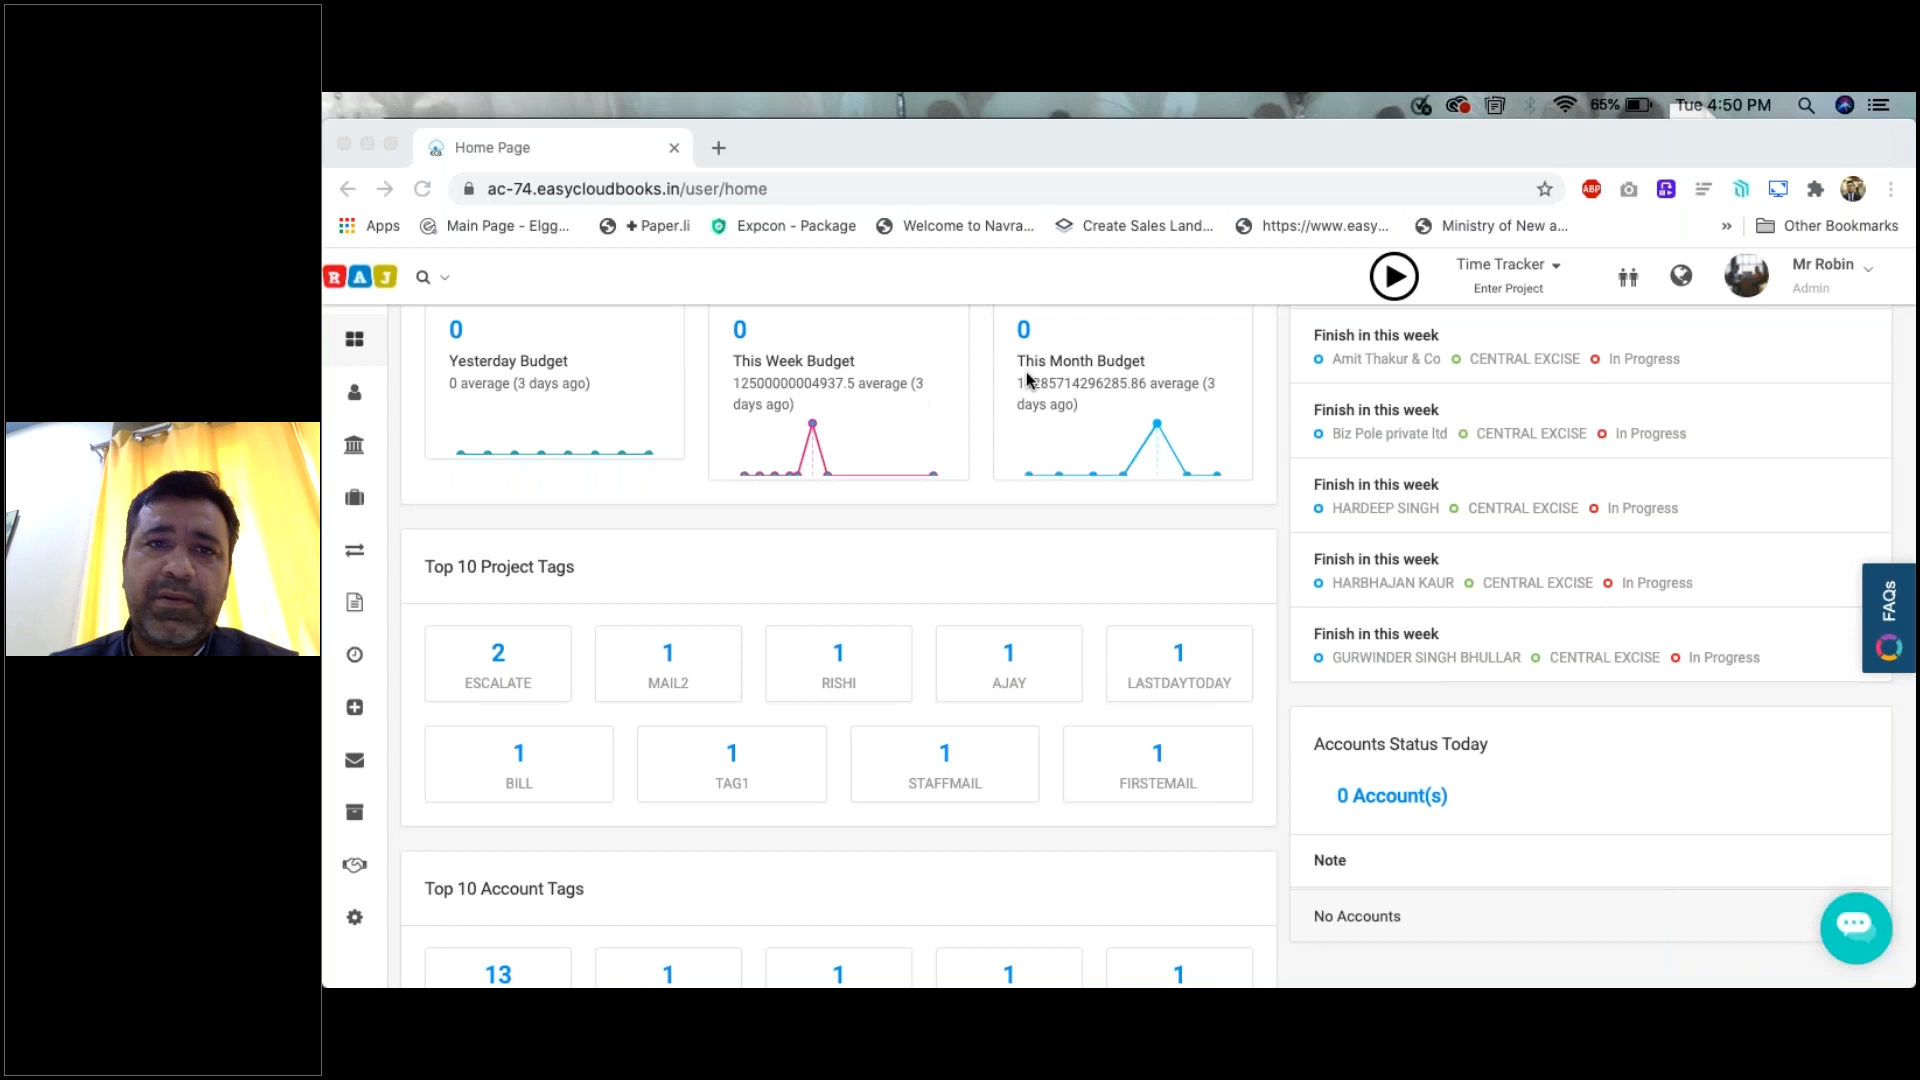 65% Tue 4:50 PM
Home Page
ac-74.easycloudbooks.in/user/home
ABP
Apps Main Page - Elgg... + Paper.li Expcon - Package Welcome to Navra... Create Sales Land... https://www.easy... Ministry of New a... » Other Bookmarks
RAJ
Time Tracker
Enter Project
Mr Robin
Admin
0
Yesterday Budget
0 average (3 days ago)
0
This Week Budget
12500000004937.5 average (3
days ago)
0
This Month Budget
average (3
days ago)
Top 10 Project Tags
2
ESCALATE
1
MAIL2
1
RISHI
1
AJAY
1
LASTDAYTODAY
1
BILL
1
TAG1
1
STAFFMAIL
1
FIRSTEMAIL
Top 10 Account Tags
13 1 1 1 1
Finish in this week
Amit Thakur & Co CENTRAL EXCISE In Progress
Finish in this week
Biz Pole private ltd CENTRAL EXCISE In Progress
Finish in this week
HARDEEP SINGH CENTRAL EXCISE In Progress
Finish in this week
HARBHAJAN KAUR CENTRAL EXCISE In Progress
Finish in this week
GURWINDER SINGH BHULLAR CENTRAL EXCISE In Progress
FAQs
Accounts Status Today
0 Account(s)
Note
No Accounts